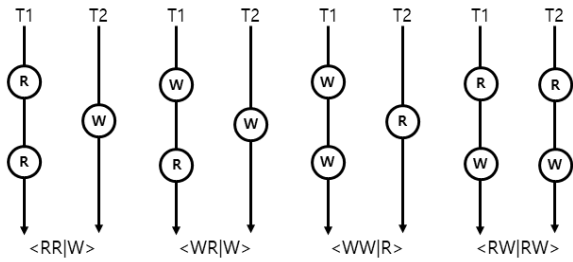 T1 T2 T1 T2 T1 T2 T1 T2
R W W R R
W W R W
R R W W
<RR|W> <WR|W> <WW|R> <RW|RW>